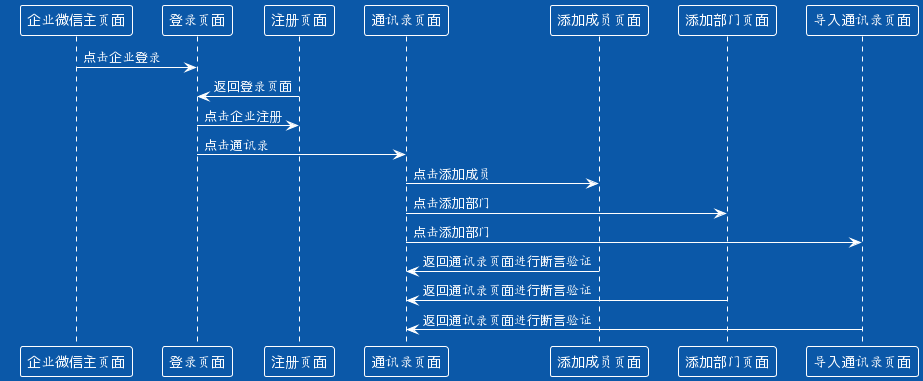 企业微信主页面 登录页面 注册页面 通讯录页面 添加成员页面 添加部门页面 导入通讯录页面
点击企业登录
返回登录页面
点击企业注册
点击通讯录
点击添加成员
点击添加部门
点击添加部门
返回通讯录页面进行断言验证
返回通讯录页面进行断言验证
返回通讯录页面进行断言验证
企业微信主页面 登录页面 注册页面 通讯录页面 添加成员页面 添加部门页面 导入通讯录页面